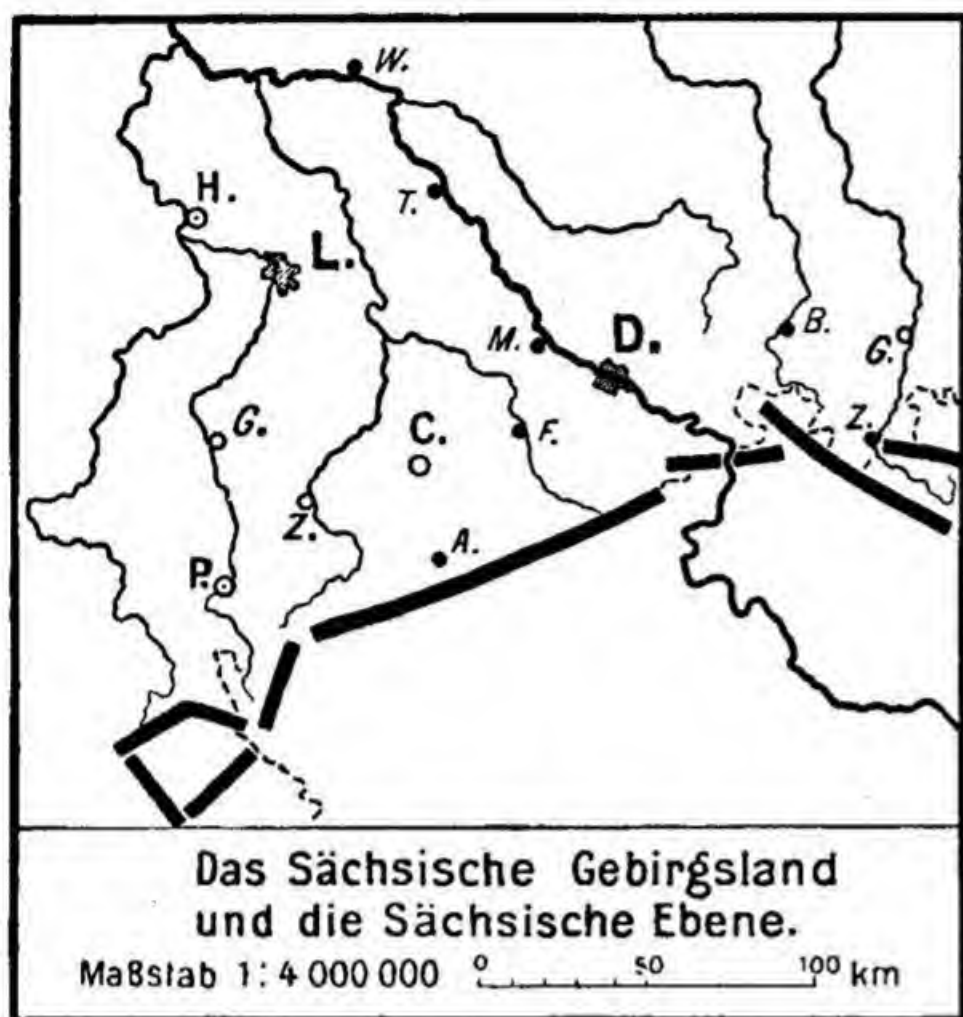 W.
H.
T.
L.
B.
M.
D.
G.
G.
C.
F.
Z.
Z.
A.
P.
Das Sächsische Gebirgsland
und die Sächsische Ebene.
Maßstab 1:4 000 000 0 50 100 km